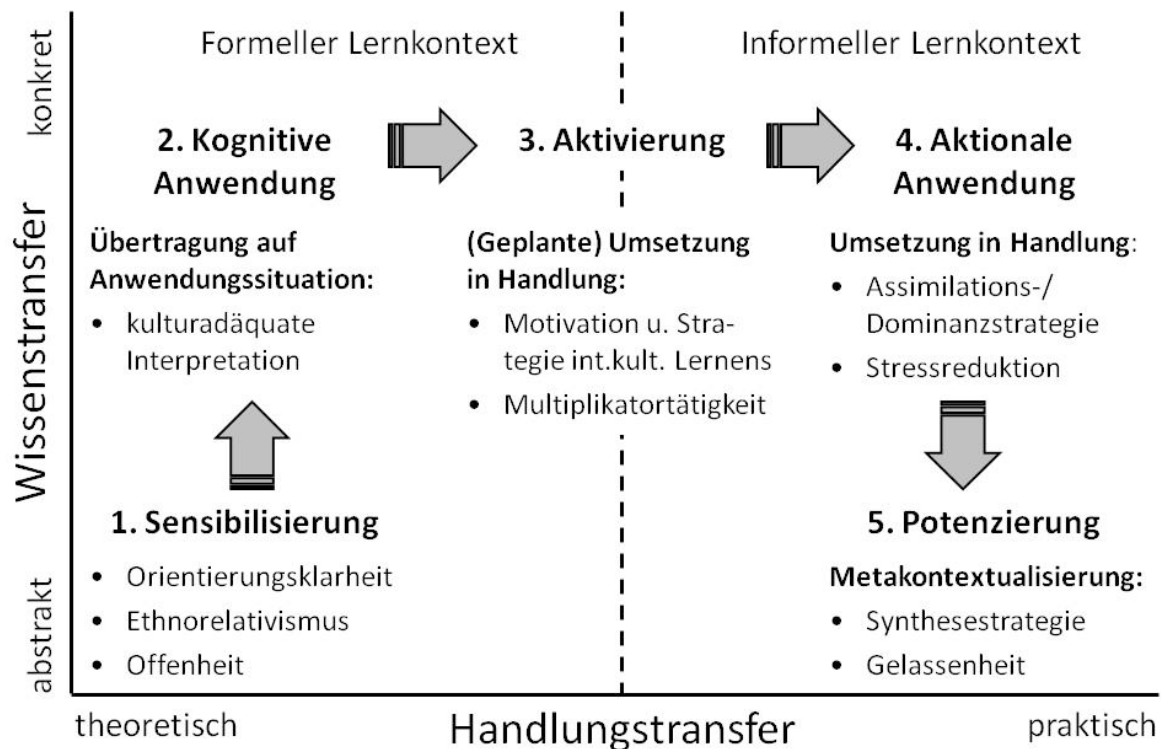 Formeller Lernkontext
Informeller Lernkontext
konkret
Wissenstransfer
abstrakt
2. Kognitive
Anwendung
Übertragung auf
Anwendungssituation:
• kulturadäquate
Interpretation
1. Sensibilisierung
• Orientierungsklarheit
• Ethnorelativismus
• Offenheit
3. Aktivierung
(Geplante) Umsetzung
in Handlung:
• Motivation u. Stra-
tegie int.kult. Lernens
• Multiplikatortätigkeit
4. Aktionale
Anwendung
Umsetzung in Handlung:
• Assimilations-/
Dominanzstrategie
• Stressreduktion
5. Potenzierung
Metakontextualisierung:
• Synthesestrategie
• Gelassenheit
theoretisch
Handlungstransfer
praktisch